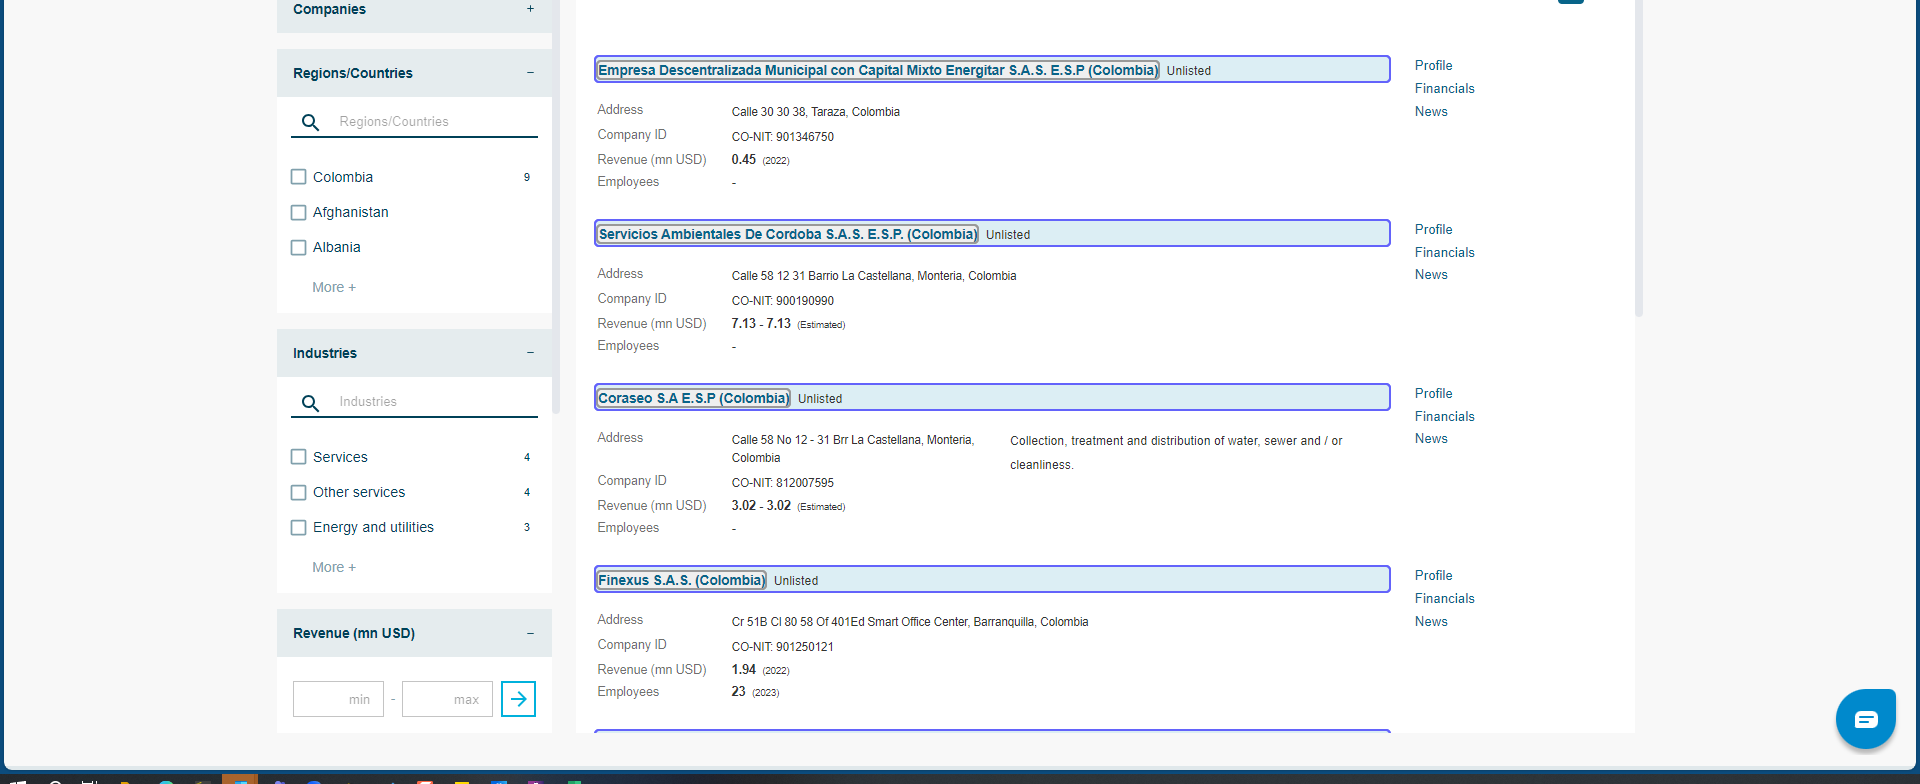 Companies +
Regions/Countries −
Regions/Countries
Colombia 9
Afghanistan
Albania
More +
Industries −
Industries
Services 4
Other services 4
Energy and utilities 3
More +
Revenue (mn USD) −
min - max
Empresa Descentralizada Municipal con Capital Mixto Energitar S.A.S. E.S.P (Colombia) Unlisted
Address Calle 30 30 38, Taraza, Colombia
Company ID CO-NIT: 901346750
Revenue (mn USD) 0.45 (2022)
Employees -
Profile
Financials
News
Servicios Ambientales De Cordoba S.A.S. E.S.P. (Colombia) Unlisted
Address Calle 58 12 31 Barrio La Castellana, Monteria, Colombia
Company ID CO-NIT: 900190990
Revenue (mn USD) 7.13 - 7.13 (Estimated)
Employees -
Profile
Financials
News
Coraseo S.A E.S.P (Colombia) Unlisted
Address Calle 58 No 12 - 31 Brr La Castellana, Monteria,
Colombia
Company ID CO-NIT: 812007595
Revenue (mn USD) 3.02 - 3.02 (Estimated)
Employees -
Collection, treatment and distribution of water, sewer and / or
cleanliness.
Profile
Financials
News
Finexus S.A.S. (Colombia) Unlisted
Address Cr 51B Cl 80 58 Of 401Ed Smart Office Center, Barranquilla, Colombia
Company ID CO-NIT: 901250121
Revenue (mn USD) 1.94 (2022)
Employees 23 (2023)
Profile
Financials
News